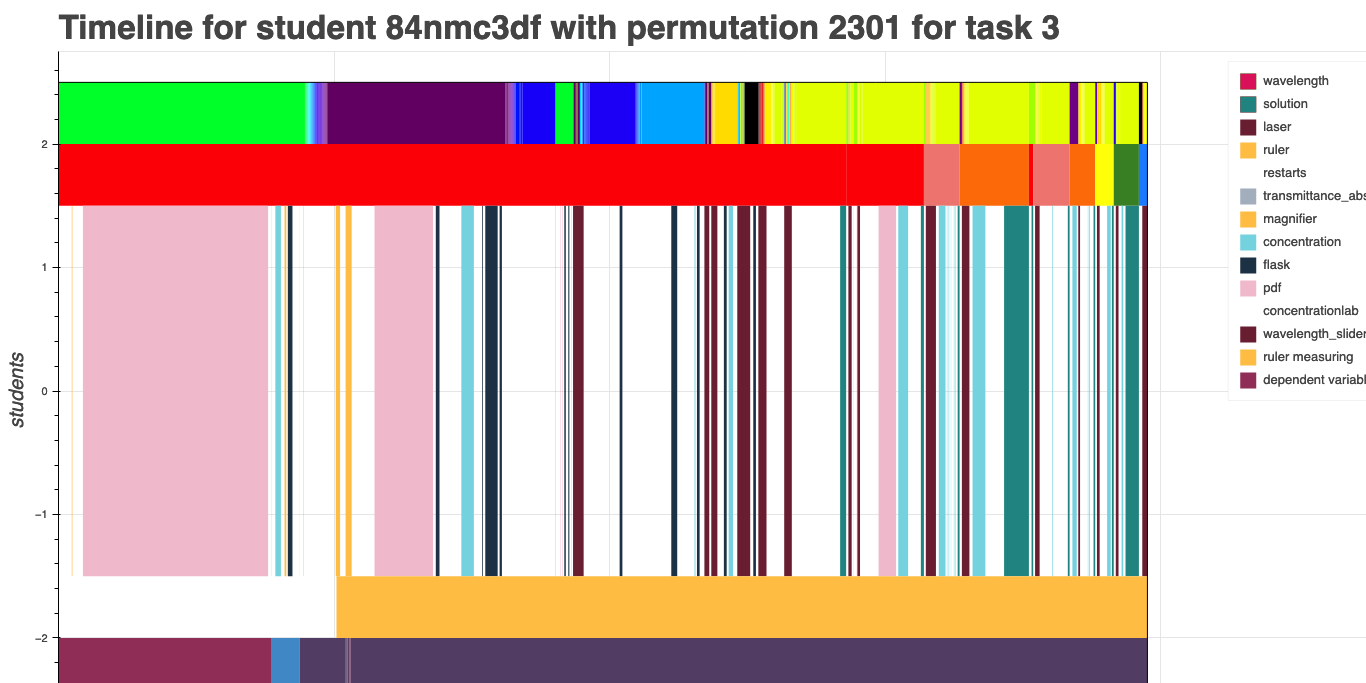 Timeline for student 84nmc3df with permutation 2301 for task 3
wavelength
solution
laser
ruler
restarts
transmittance_abs
magnifier
concentration
flask
pdf
concentrationlab
wavelength_slider
ruler measuring
dependent variabl
2
1
0
−1
−2
students